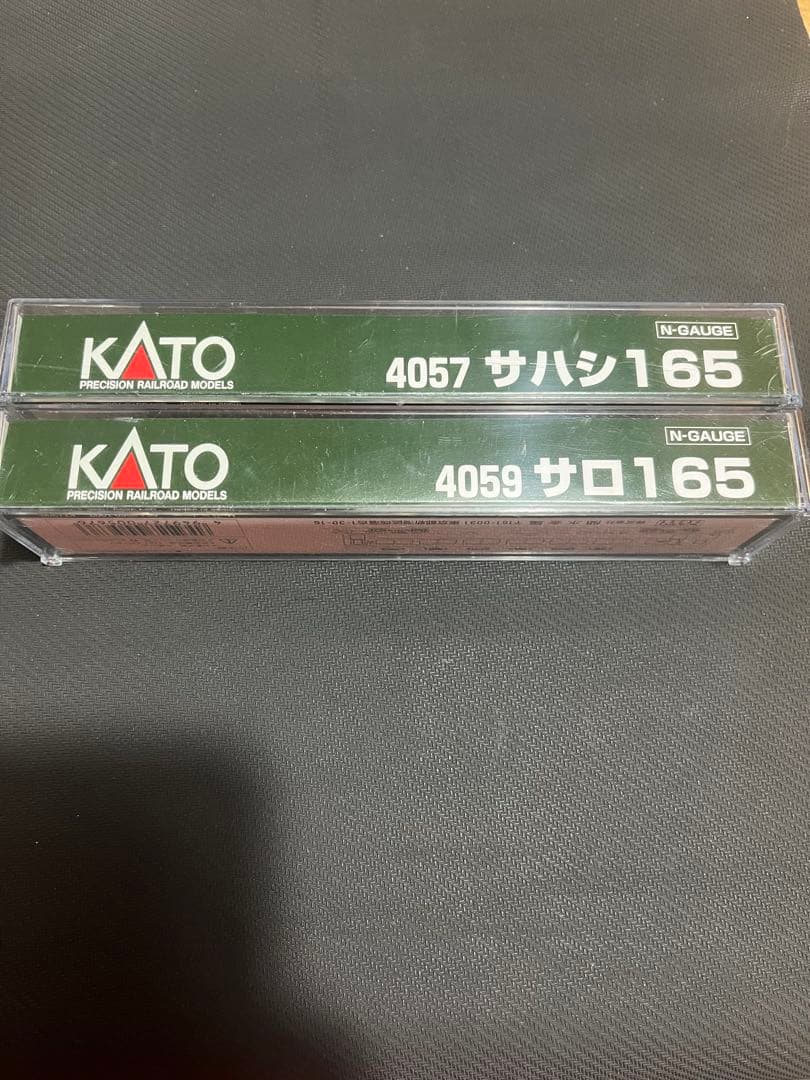 N-GAUGE
KATO 4057 サハシ165
PRECISION RAILROAD MODELS
N-GAUGE
KATO 4059 サロ165
PRECISION RAILROAD MODELS